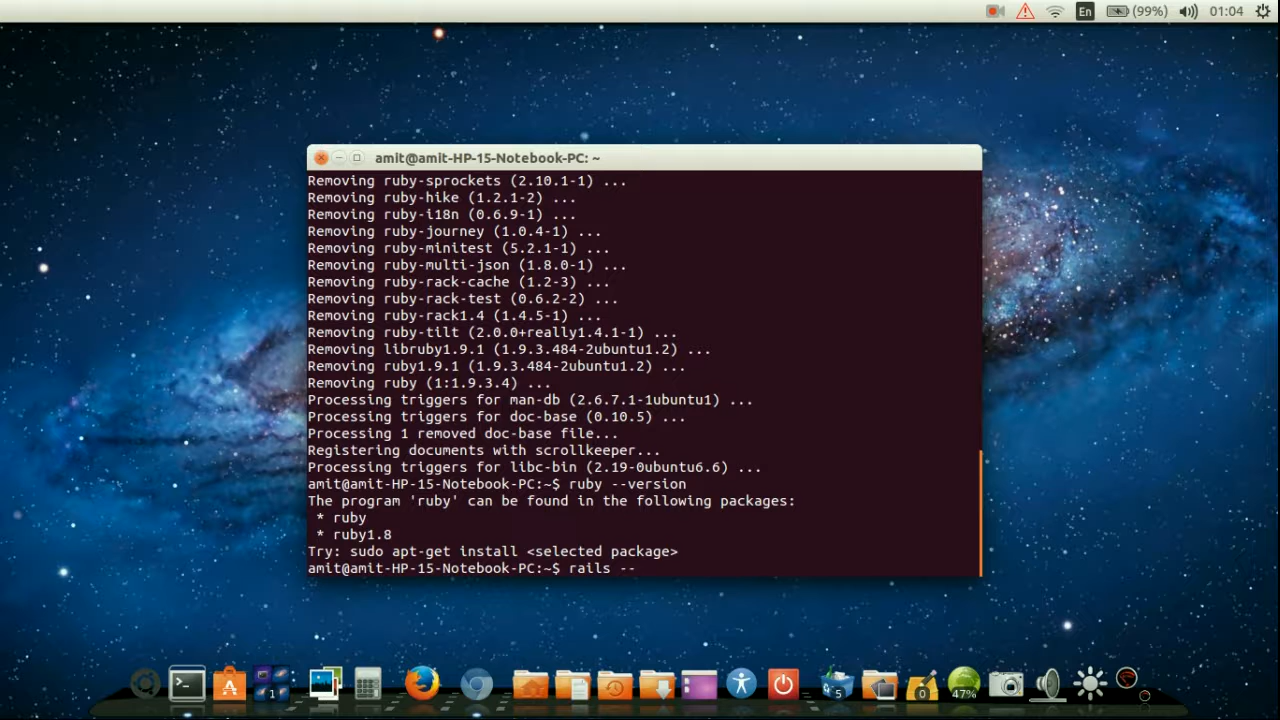 En (99%) 01:04
amit@amit-HP-15-Notebook-PC: ~
Removing ruby-sprockets (2.10.1-1) ...
Removing ruby-hike (1.2.1-2) ...
Removing ruby-i18n (0.6.9-1) ...
Removing ruby-journey (1.0.4-1) ...
Removing ruby-minitest (5.2.1-1) ...
Removing ruby-multi-json (1.8.0-1) ...
Removing ruby-rack-cache (1.2-3) ...
Removing ruby-rack-test (0.6.2-2) ...
Removing ruby-rack1.4 (1.4.5-1) ...
Removing ruby-tilt (2.0.0+really1.4.1-1) ...
Removing libruby1.9.1 (1.9.3.484-2ubuntu1.2) ...
Removing ruby1.9.1 (1.9.3.484-2ubuntu1.2) ...
Removing ruby (1:1.9.3.4) ...
Processing triggers for man-db (2.6.7.1-1ubuntu1) ...
Processing triggers for doc-base (0.10.5) ...
Processing 1 removed doc-base file...
Registering documents with scrollkeeper...
Processing triggers for libc-bin (2.19-0ubuntu6.6) ...
amit@amit-HP-15-Notebook-PC:~$ ruby --version
The program 'ruby' can be found in the following packages:
 * ruby
 * ruby1.8
Try: sudo apt-get install <selected package>
amit@amit-HP-15-Notebook-PC:~$ rails --
1 5 0 47%